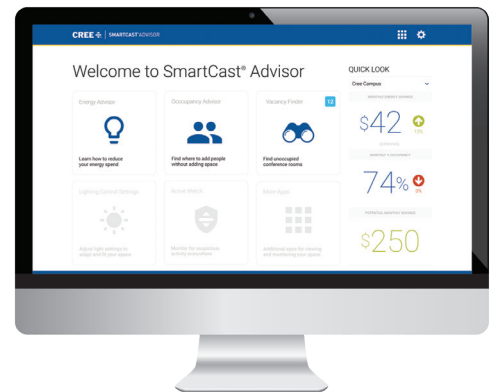 CREE SMARTCAST ADVISOR
Welcome to SmartCast® Advisor
Energy Advisor
Learn how to reduce
your energy spend
Occupancy Advisor
Find where to add people
without adding space
Vacancy Finder
12
Find unoccupied
conference rooms
Lighting Control Settings
Adjust light settings to
adapt and fit your space
Active Watch
Monitor for suspicious
activity everywhere
More Apps
Additional apps for viewing
and monitoring your space
QUICK LOOK
Cree Campus
$42
74%
$250